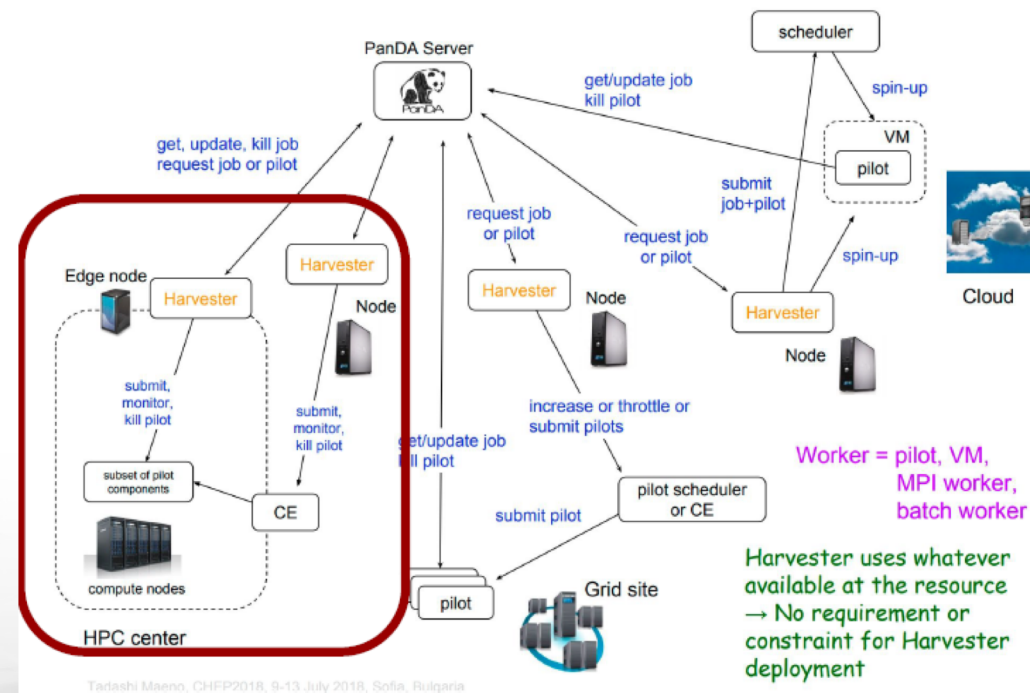 PanDA Server
PanDA
scheduler
get/update job
kill pilot
spin-up
VM
pilot
get, update, kill job
request job or pilot
submit
job+pilot
request job
or pilot
request job
or pilot
spin-up
Cloud
Edge node
Harvester
Harvester
Node
Harvester
Node
Harvester
Node
submit,
monitor,
kill pilot
submit,
monitor,
kill pilot
get/update job
kill pilot
increase or throttle or
submit pilots
Worker = pilot, VM,
MPI worker,
batch worker
subset of pilot
components
CE
pilot scheduler
or CE
submit pilot
compute nodes
pilot
Grid site
Harvester uses whatever
available at the resource
→ No requirement or
constraint for Harvester
deployment
HPC center
Tadashi Maeno, CHEP2018, 9-13 July 2018, Sofia, Bulgaria